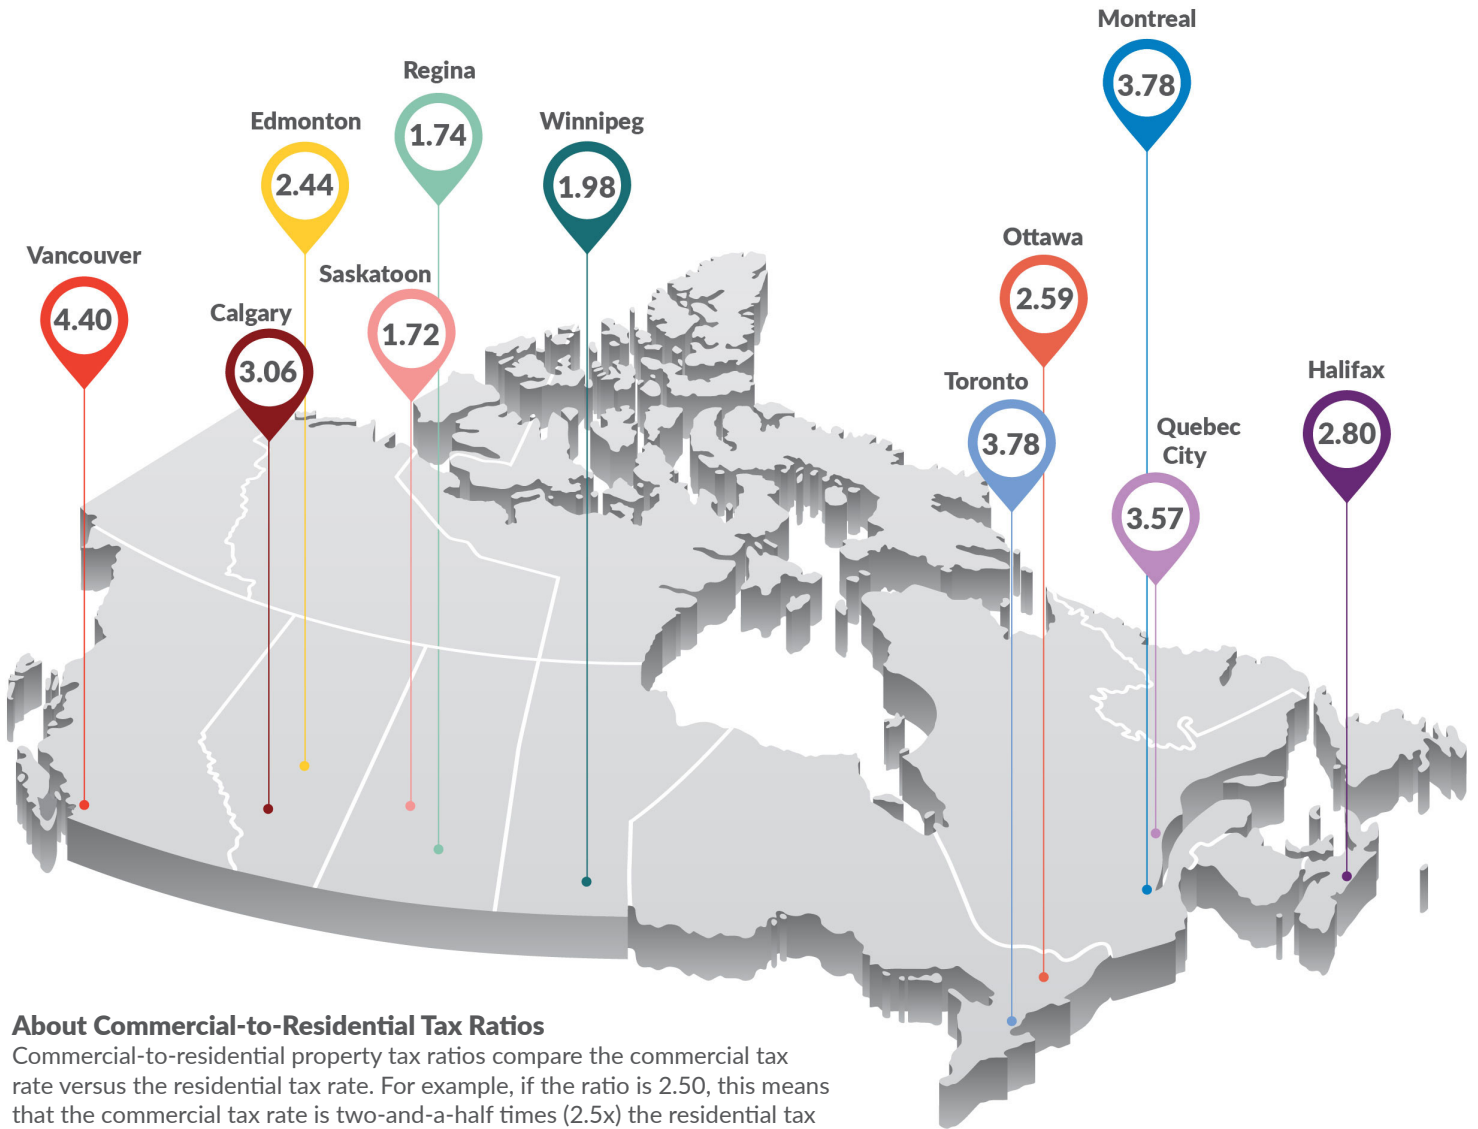 Montreal
3.78
Regina
1.74
Edmonton
2.44
Winnipeg
1.98
Ottawa
2.59
Vancouver
4.40
Saskatoon
1.72
Calgary
3.06
Toronto
3.78
Halifax
2.80
Quebec
City
3.57
About Commercial-to-Residential Tax Ratios
Commercial-to-residential property tax ratios compare the commercial tax
rate versus the residential tax rate. For example, if the ratio is 2.50, this means
that the commercial tax rate is two-and-a-half times (2.5x) the residential tax